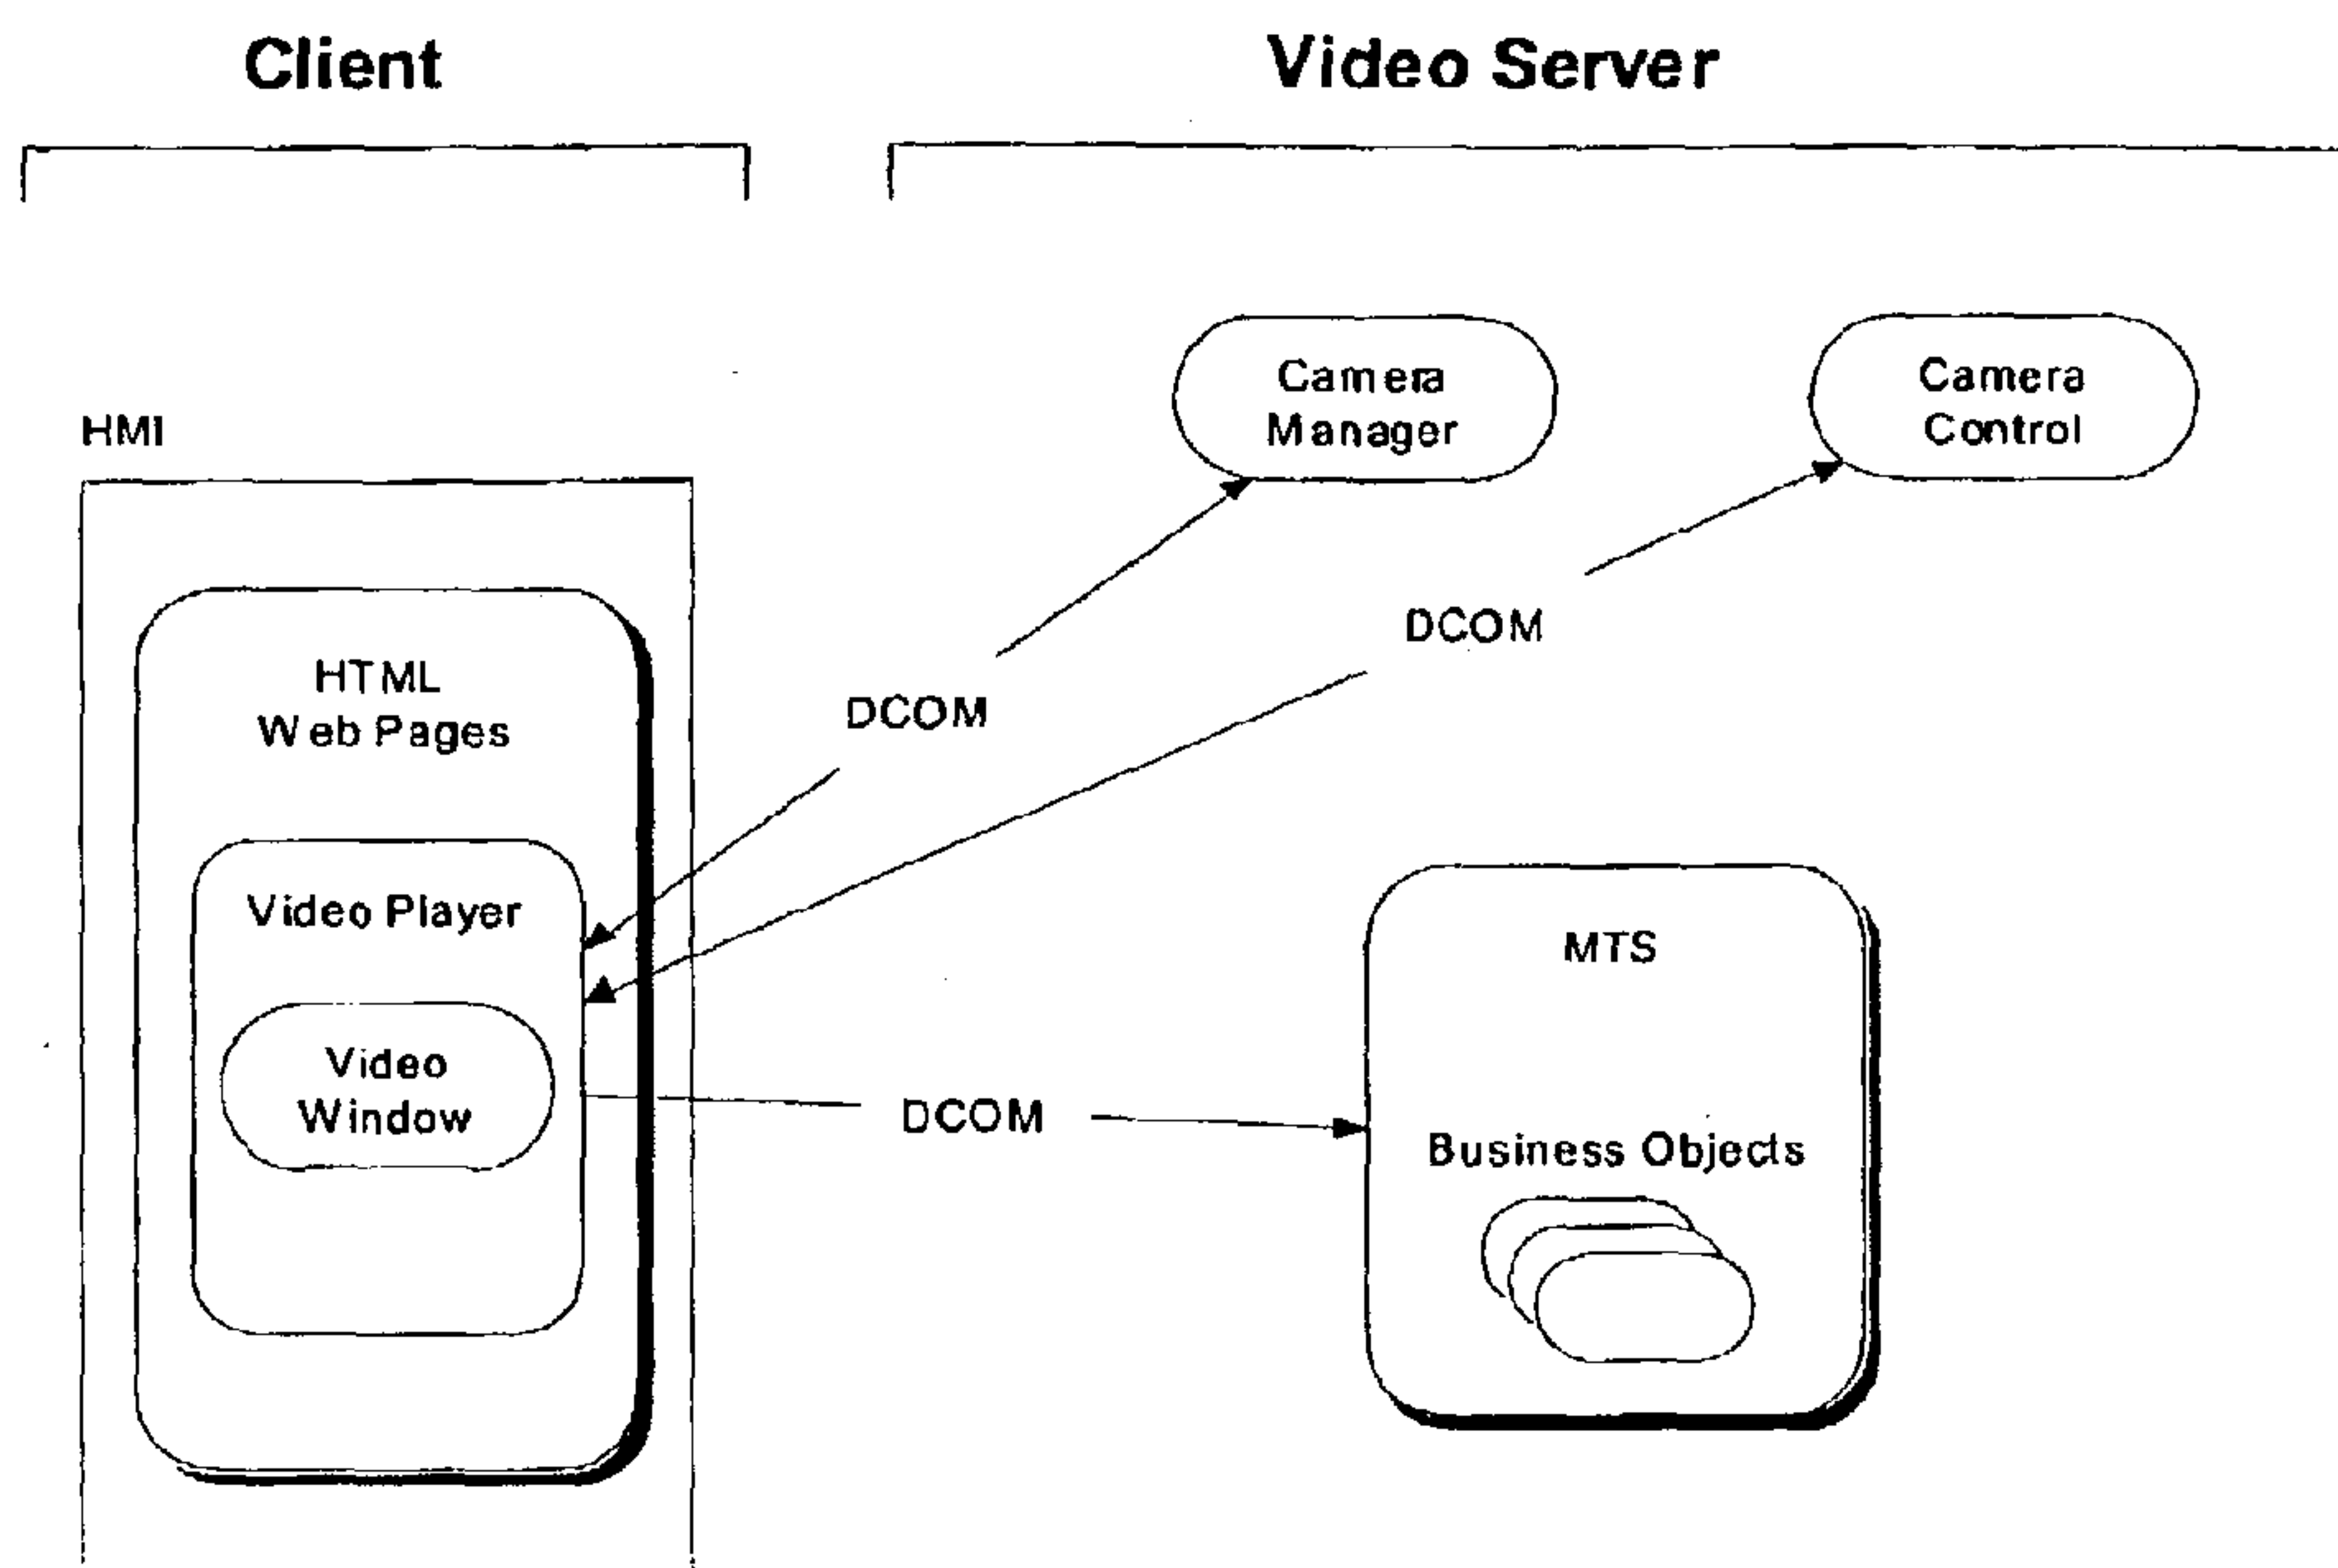 Client
Video Server
HMI
Camera
Manager
Camera
Control
HTML
Web Pages
DCOM
DCOM
Video Player
Video
Window
DCOM
MTS
Business Objects